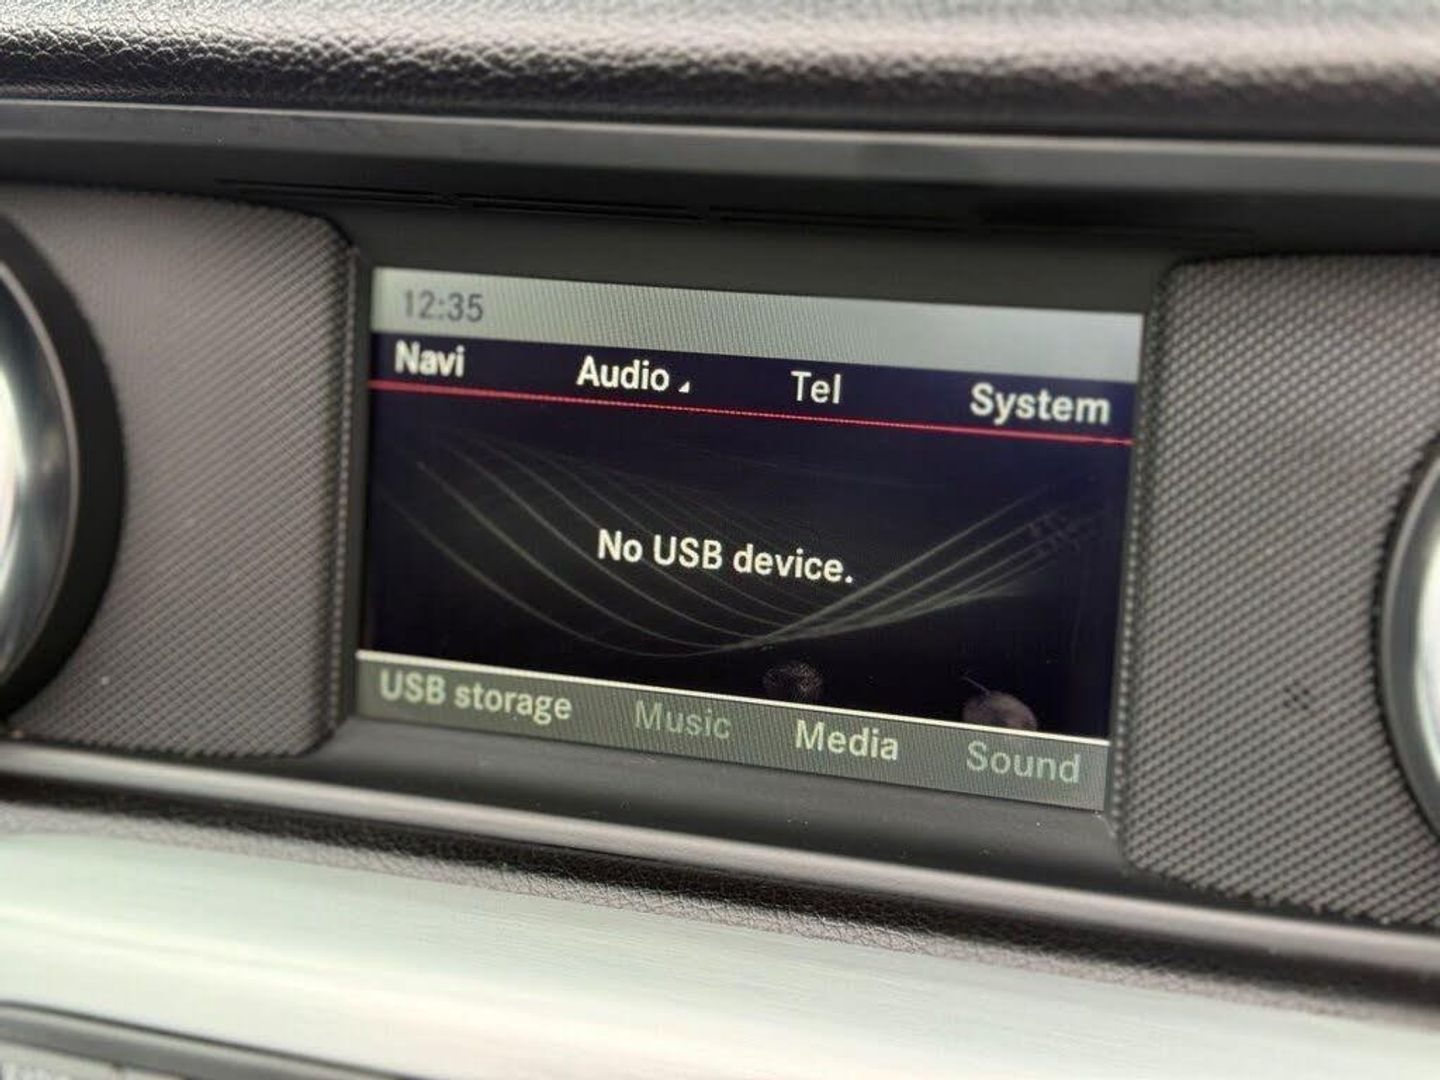 12:35
Navi Audio Tel System
No USB device.
USB storage Music Media Sound